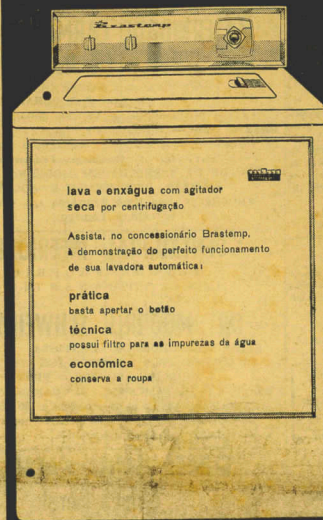 Brastemp
lava e enxágua com agitador
seca por centrifugação
Assista, no concessionário Brastemp,
à demonstração do perfeito funcionamento
de sua lavadora automática:
prática
basta apertar o botão
técnica
possui filtro para as impurezas da água
econômica
conserva a roupa